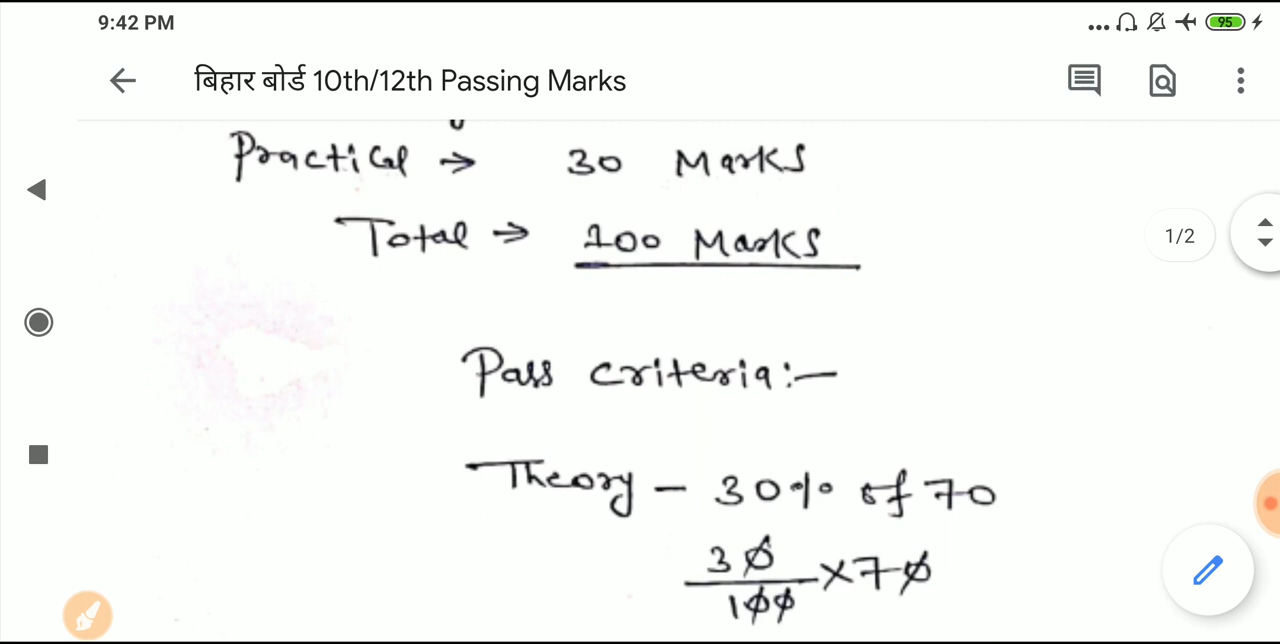 9:42 PM
95
बिहार बोर्ड 10th/12th Passing Marks
Practical → 30 Marks
Total → 100 Marks
1/2
Pass criteria:-
Theory - 30% of 70
30/100 ×70